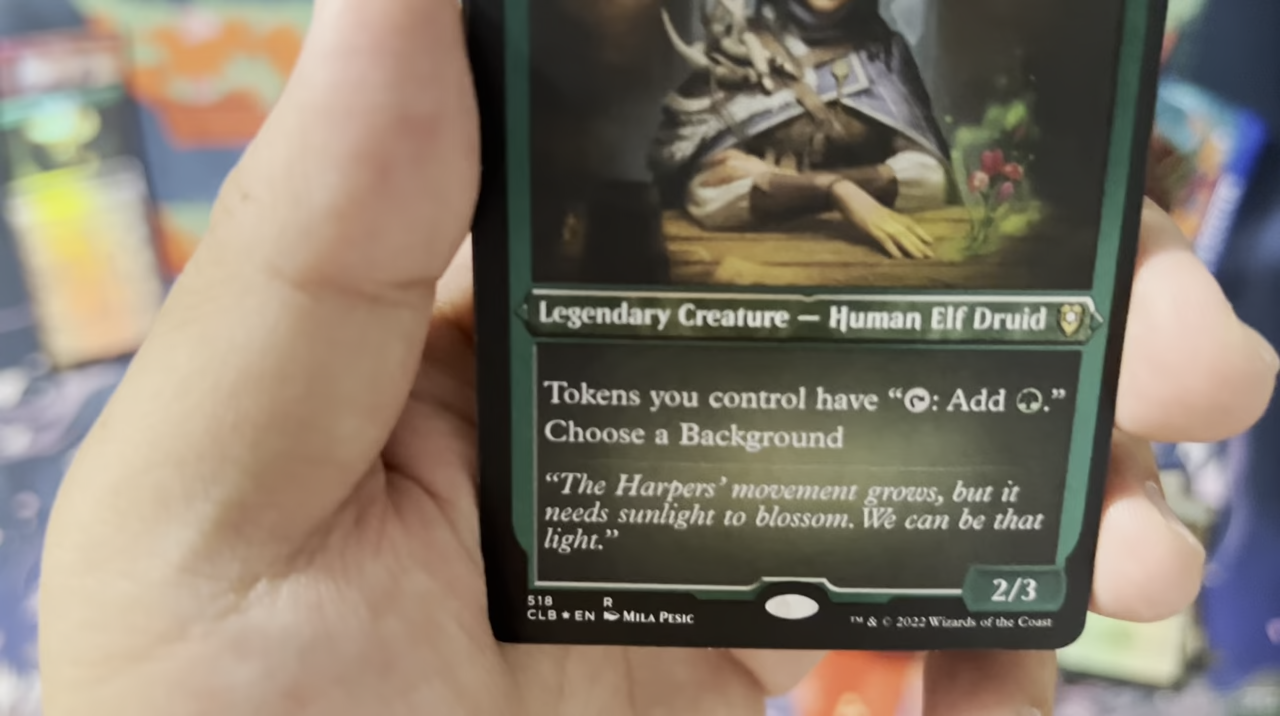 Legendary Creature — Human Elf Druid
Tokens you control have “: Add .”
Choose a Background
“The Harpers’ movement grows, but it
needs sunlight to blossom. We can be that
light.”
2/3
518 R
CLB ★ EN MILA PESIC
™ & © 2022 Wizards of the Coast